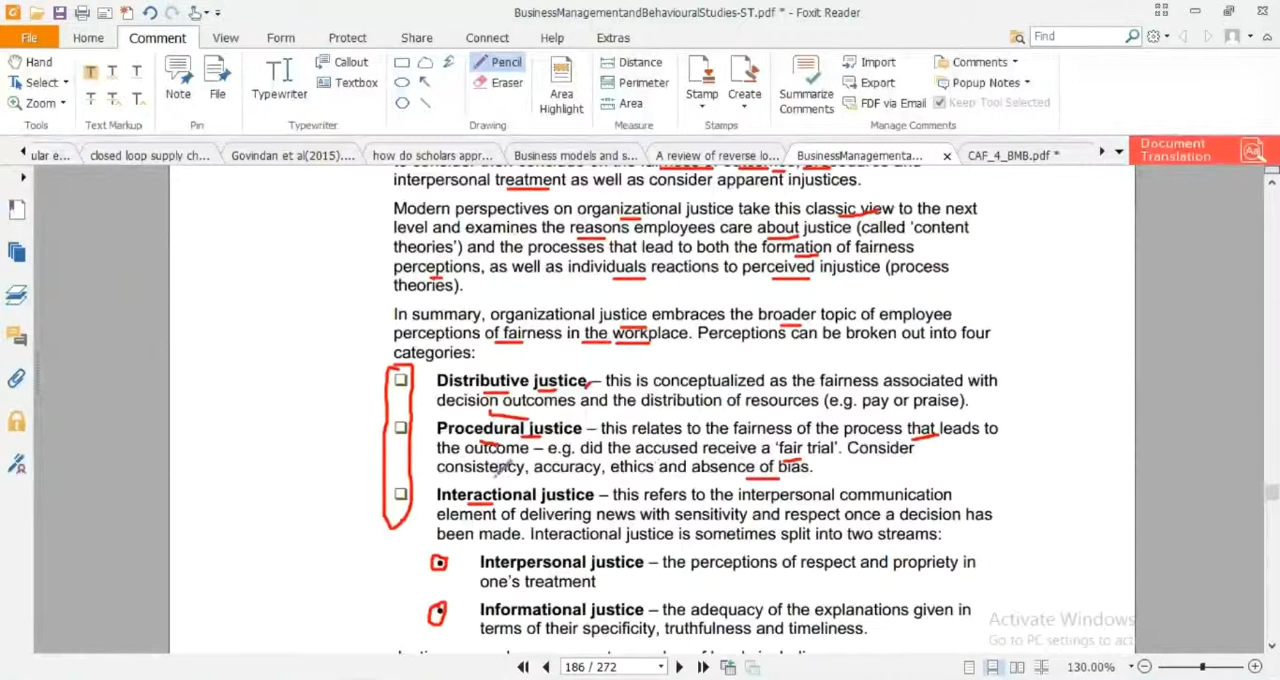 BusinessManagementandBehaviouralStudies-ST.pdf * - Foxit Reader
File Home Comment View Form Protect Share Connect Help Extras
Find
Hand
Select
Zoom
Tools
Text Markup
Note
File
Pin
Typewriter
Callout
Textbox
Typewriter
Pencil
Eraser
Drawing
Area Highlight
Distance
Perimeter
Area
Measure
Stamp
Create
Stamps
Summarize Comments
Import
Export
FDF via Email
Comments
Popup Notes
Keep Tool Selected
Manage Comments
ular e...
closed loop supply ch...
Govindan et al(2015)....
how do scholars appr...
Business models and s...
A review of reverse lo...
BusinessManagementa...
CAF_4_BMB.pdf *
Document Translation
interpersonal treatment as well as consider apparent injustices.
Modern perspectives on organizational justice take this classic view to the next
level and examines the reasons employees care about justice (called ‘content
theories’) and the processes that lead to both the formation of fairness
perceptions, as well as individuals reactions to perceived injustice (process
theories).
In summary, organizational justice embraces the broader topic of employee
perceptions of fairness in the workplace. Perceptions can be broken out into four
categories:
Distributive justice – this is conceptualized as the fairness associated with
decision outcomes and the distribution of resources (e.g. pay or praise).
Procedural justice – this relates to the fairness of the process that leads to
the outcome – e.g. did the accused receive a ‘fair trial’. Consider
consistency, accuracy, ethics and absence of bias.
Interactional justice – this refers to the interpersonal communication
element of delivering news with sensitivity and respect once a decision has
been made. Interactional justice is sometimes split into two streams:
Interpersonal justice – the perceptions of respect and propriety in
one’s treatment
Informational justice – the adequacy of the explanations given in
terms of their specificity, truthfulness and timeliness.
Activate Windows
Go to PC settings to act
186 / 272
130.00%